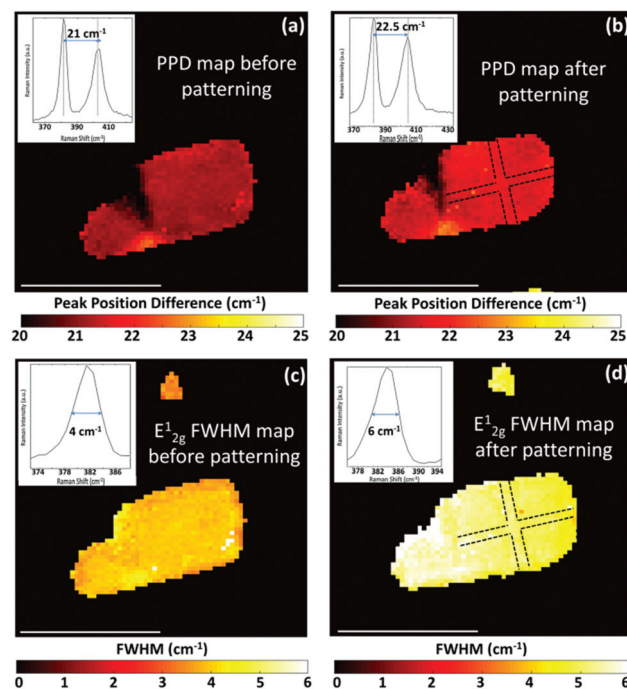 (a)
21 cm-1
PPD map before
patterning
Raman Intensity (a.u.)
370 390 410
Raman Shift (cm-1)
Peak Position Difference (cm-1)
20 21 22 23 24 25
(b)
22.5 cm-1
PPD map after
patterning
Raman Intensity (a.u.)
370 390 410 430
Raman Shift (cm-1)
Peak Position Difference (cm-1)
20 21 22 23 24 25
(c)
4 cm-1
E12g FWHM map
before patterning
Raman Intensity (a.u.)
374 378 382 386
Raman Shift (cm-1)
FWHM (cm-1)
0 1 2 3 4 5 6
(d)
6 cm-1
E12g FWHM map
after patterning
Raman Intensity (a.u.)
378 382 386 390 394
Raman Shift (cm-1)
FWHM (cm-1)
0 1 2 3 4 5 6